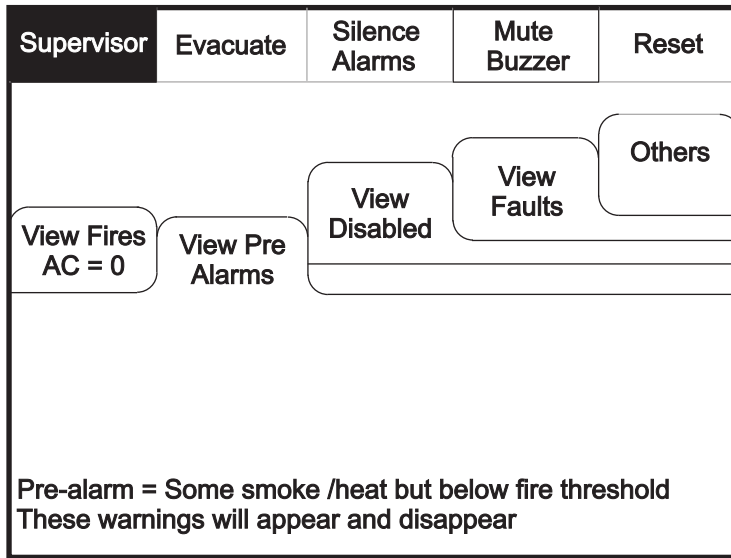 Supervisor
Evacuate
Silence
Alarms
Mute
Buzzer
Reset
View Fires
AC = 0
View Pre
Alarms
View
Disabled
View
Faults
Others
Pre-alarm = Some smoke /heat but below fire threshold
These warnings will appear and disappear